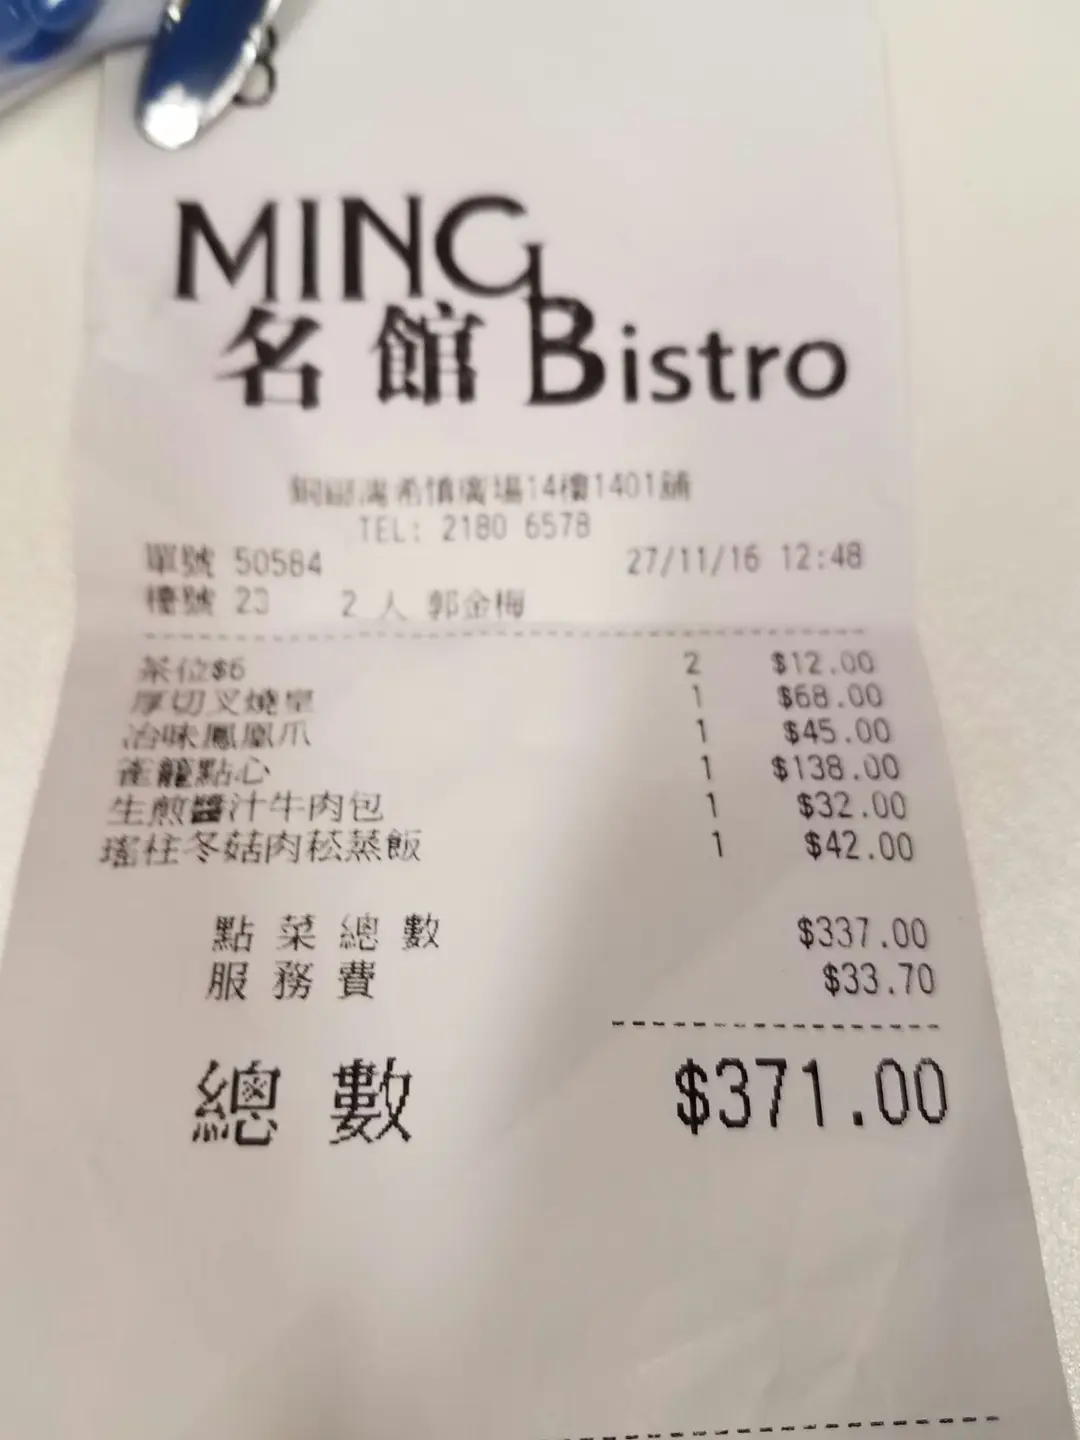 MING
名館 Bistro
銅鑼灣希慎廣場14樓1401舖
TEL: 2180 6578
單號 50584 27/11/16 12:48
檯號 23 2 人 郭金梅
茶位$6 2 $12.00
厚切叉燒皇 1 $68.00
治味鳳凰爪 1 $45.00
雀籠點心 1 $138.00
生煎醬汁牛肉包 1 $32.00
瑤柱冬菇肉菘蒸飯 1 $42.00
點菜總數 $337.00
服務費 $33.70
總數 $371.00